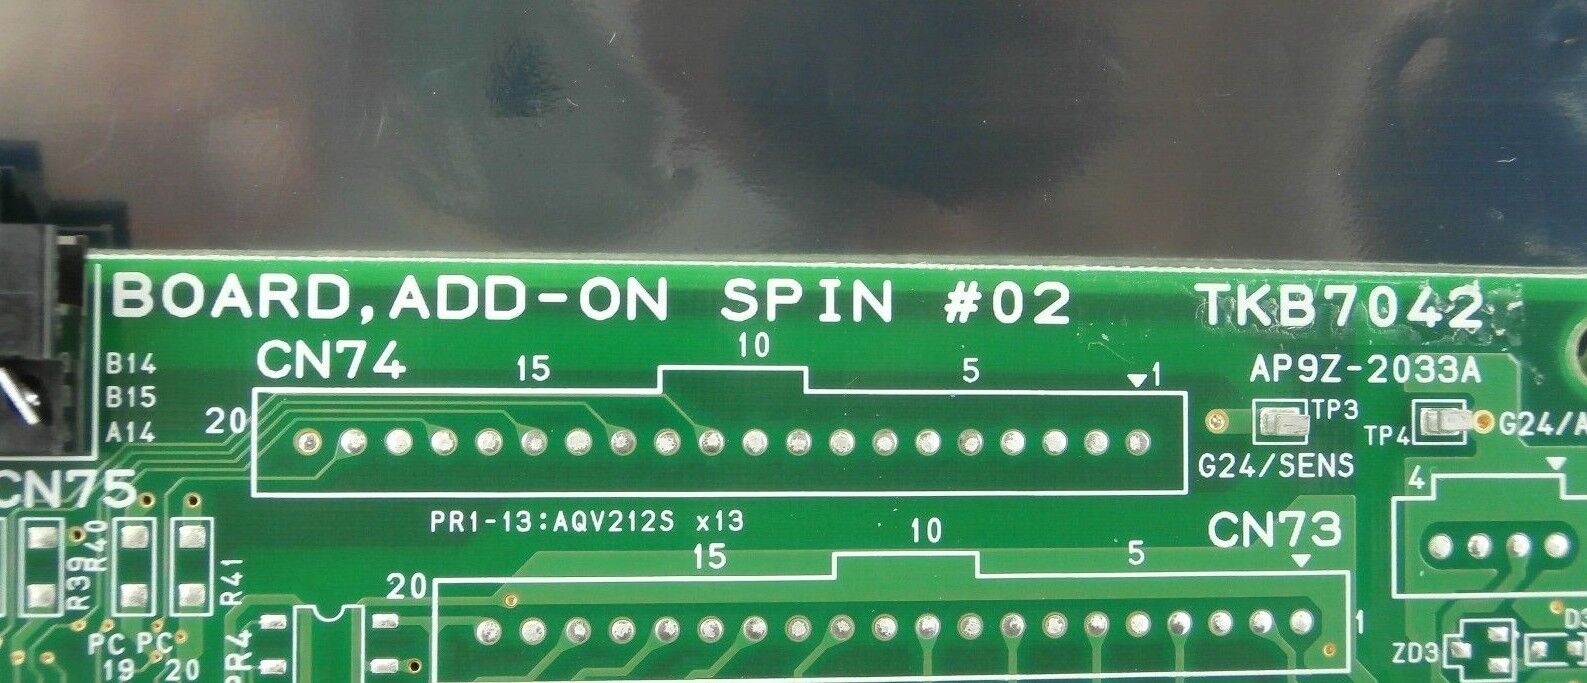 BOARD,ADD-ON SPIN #02 TKB7042
CN74 15 10 5 1 AP9Z-2033A
B14
B15
A14
20
TP3
TP4
G24/A
G24/SENS
CN75
4
PR1-13:AQV212S x13
CN73
15 10 5
20
1
R39
R40
R41
PR4
PC PC
19 20
ZD3